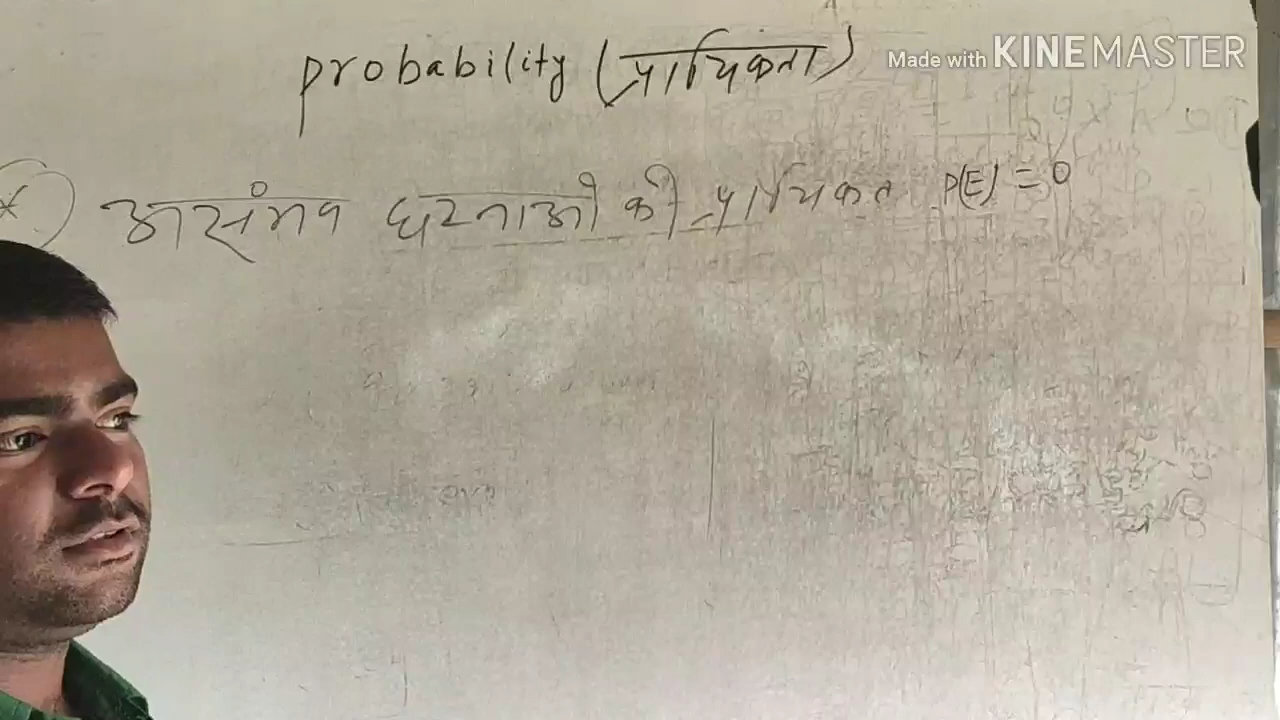 probability (प्रायिकता)
Made with KINEMASTER
* असंभव घटनाओ की प्रायिकत P(E) = 0